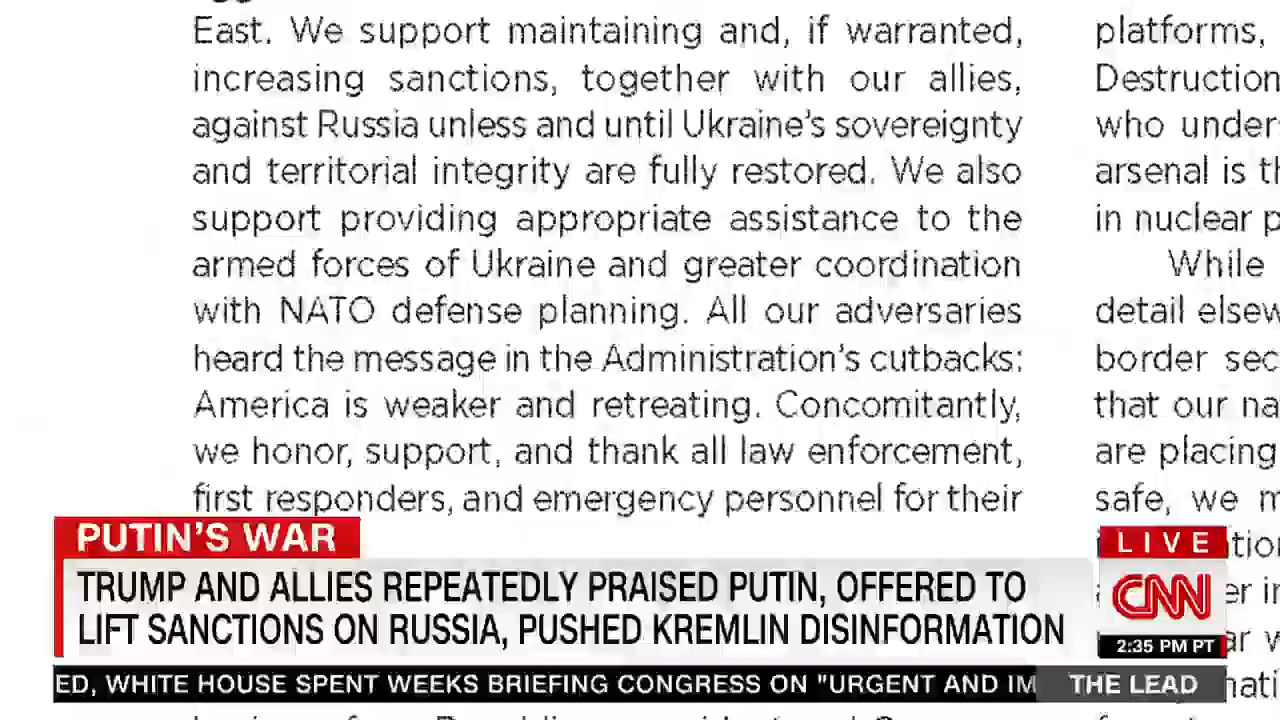 East. We support maintaining and, if warranted,
increasing sanctions, together with our allies,
against Russia unless and until Ukraine's sovereignty
and territorial integrity are fully restored. We also
support providing appropriate assistance to the
armed forces of Ukraine and greater coordination
with NATO defense planning. All our adversaries
heard the message in the Administration's cutbacks:
America is weaker and retreating. Concomitantly,
we honor, support, and thank all law enforcement,
first responders, and emergency personnel for their
platforms,
Destruction
who under
arsenal is th
in nuclear p
While
detail elsew
border sec
that our na
are placing
safe, we m
PUTIN'S WAR
TRUMP AND ALLIES REPEATEDLY PRAISED PUTIN, OFFERED TO
LIFT SANCTIONS ON RUSSIA, PUSHED KREMLIN DISINFORMATION
LIVE
CNN
2:35 PM PT
ED, WHITE HOUSE SPENT WEEKS BRIEFING CONGRESS ON "URGENT AND IM
THE LEAD